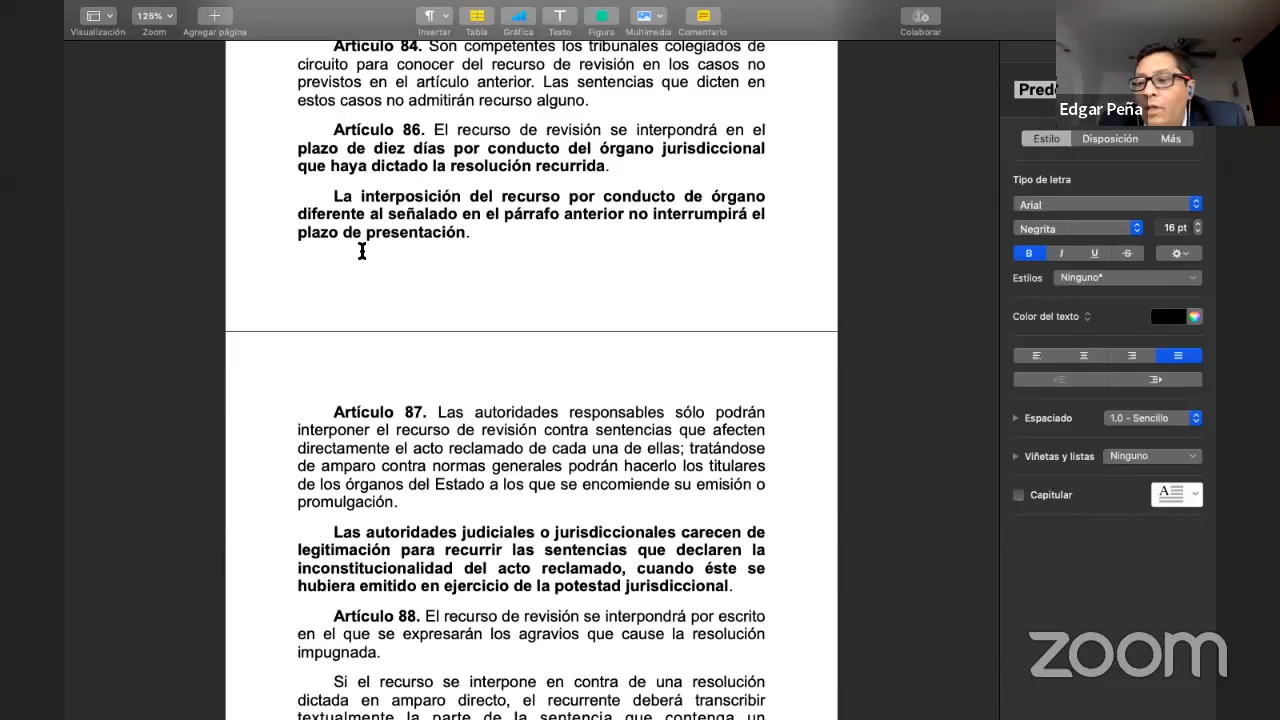 125%
Visualización
Zoom
Agregar página
Insertar
Tabla
Gráfica
T
Texto
Figura
Multimedia
Comentario
Colaborar
Artículo 84. Son competentes los tribunales colegiados de
circuito para conocer del recurso de revisión en los casos no
previstos en el artículo anterior. Las sentencias que dicten en
estos casos no admitirán recurso alguno.
Artículo 86. El recurso de revisión se interpondrá en el
plazo de diez días por conducto del órgano jurisdiccional
que haya dictado la resolución recurrida.
La interposición del recurso por conducto de órgano
diferente al señalado en el párrafo anterior no interrumpirá el
plazo de presentación.
Artículo 87. Las autoridades responsables sólo podrán
interponer el recurso de revisión contra sentencias que afecten
directamente el acto reclamado de cada una de ellas; tratándose
de amparo contra normas generales podrán hacerlo los titulares
de los órganos del Estado a los que se encomiende su emisión o
promulgación.
Las autoridades judiciales o jurisdiccionales carecen de
legitimación para recurrir las sentencias que declaren la
inconstitucionalidad del acto reclamado, cuando éste se
hubiera emitido en ejercicio de la potestad jurisdiccional.
Artículo 88. El recurso de revisión se interpondrá por escrito
en el que se expresarán los agravios que cause la resolución
impugnada.
Si el recurso se interpone en contra de una resolución
dictada en amparo directo, el recurrente deberá transcribir
textualmente la parte de la sentencia que contenga un
Edgar Peña
Estilo Disposición Más
Tipo de letra
Arial
Negrita 16 pt
B I U S
Estilos Ninguno*
Color del texto
Espaciado 1.0 - Sencillo
Viñetas y listas Ninguno
Capitular A
zoom